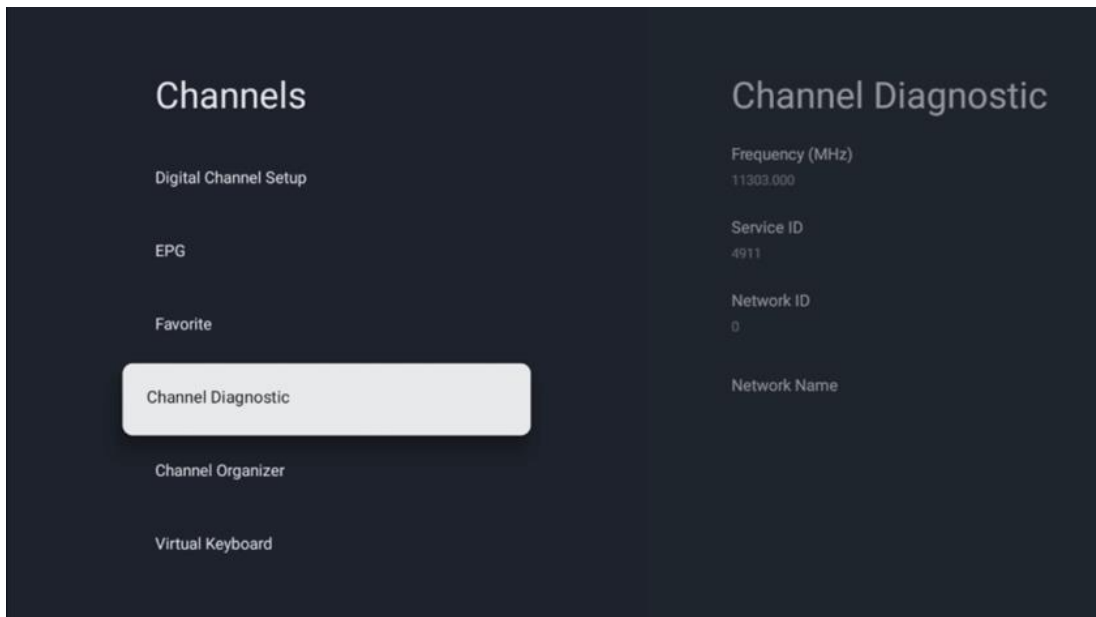 Channels
Digital Channel Setup
EPG
Favorite
Channel Diagnostic
Channel Organizer
Virtual Keyboard
Channel Diagnostic
Frequency (MHz)
11303.000
Service ID
4911
Network ID
0
Network Name